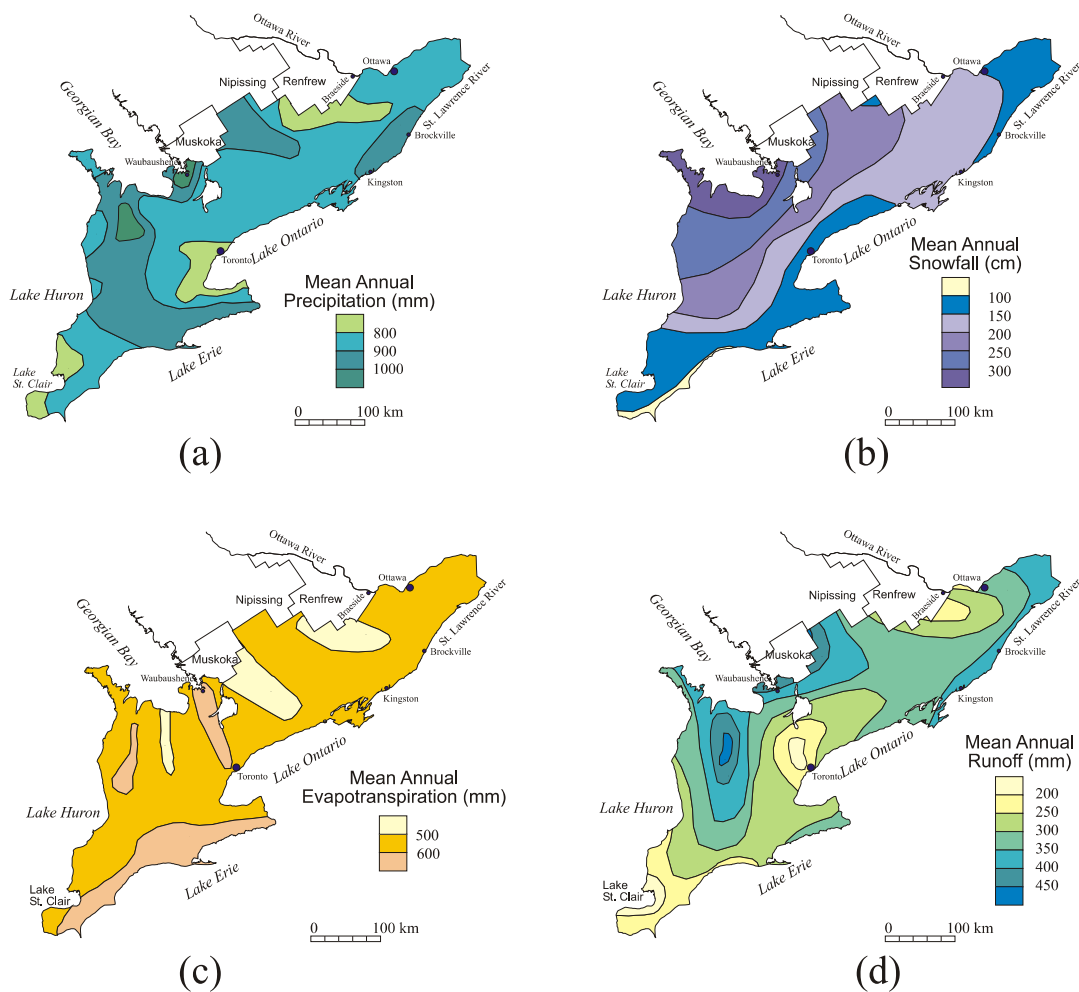 Ottawa River
Ottawa
Nipissing
Renfrew
Braeside
St. Lawrence River
Georgian Bay
Muskoka
Waubaushene
Brockville
Kingston
Toronto
Lake Ontario
Lake Huron
Mean Annual
Precipitation (mm)
800
900
1000
Lake Erie
Lake
St. Clair
0
100 km
(a)
Ottawa River
Ottawa
Nipissing
Renfrew
Braeside
St. Lawrence River
Georgian Bay
Muskoka
Waubaushene
Brockville
Kingston
Toronto
Lake Ontario
Lake Huron
Mean Annual
Snowfall (cm)
100
150
200
250
300
Lake Erie
Lake
St. Clair
0
100 km
(b)
Ottawa River
Ottawa
Nipissing
Renfrew
Braeside
St. Lawrence River
Georgian Bay
Muskoka
Waubaushene
Brockville
Kingston
Toronto
Lake Ontario
Lake Huron
Mean Annual
Evapotranspiration (mm)
500
600
Lake Erie
Lake
St. Clair
0
100 km
(c)
Ottawa River
Ottawa
Nipissing
Renfrew
Braeside
St. Lawrence River
Georgian Bay
Muskoka
Waubaushene
Brockville
Kingston
Toronto
Lake Ontario
Lake Huron
Mean Annual
Runoff (mm)
200
250
300
350
400
450
Lake Erie
Lake
St. Clair
0
100 km
(d)